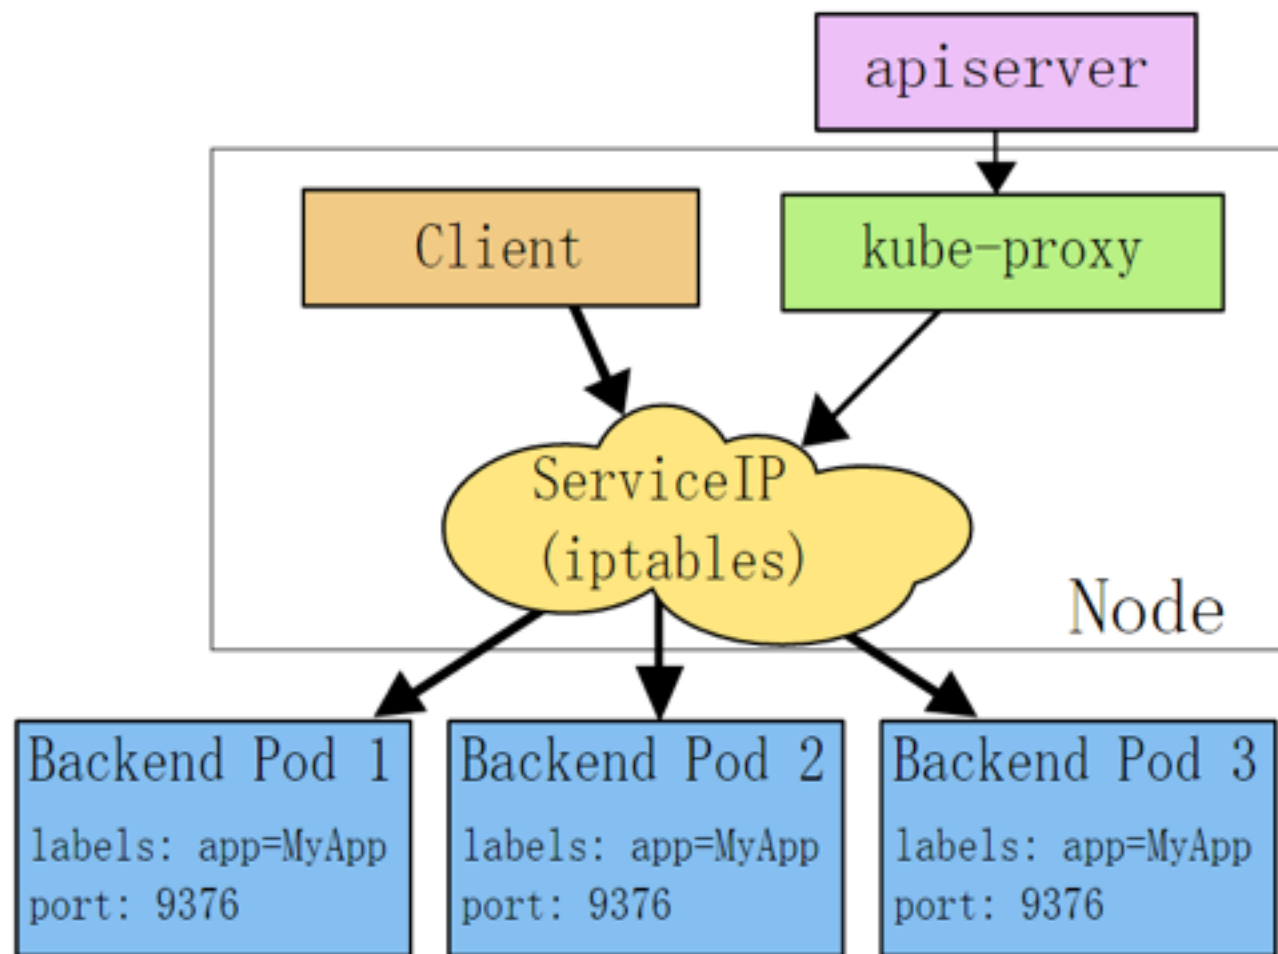 apiserver
Client
kube-proxy
ServiceIP
(iptables)
Node
Backend Pod 1
labels: app=MyApp
port: 9376
Backend Pod 2
labels: app=MyApp
port: 9376
Backend Pod 3
labels: app=MyApp
port: 9376